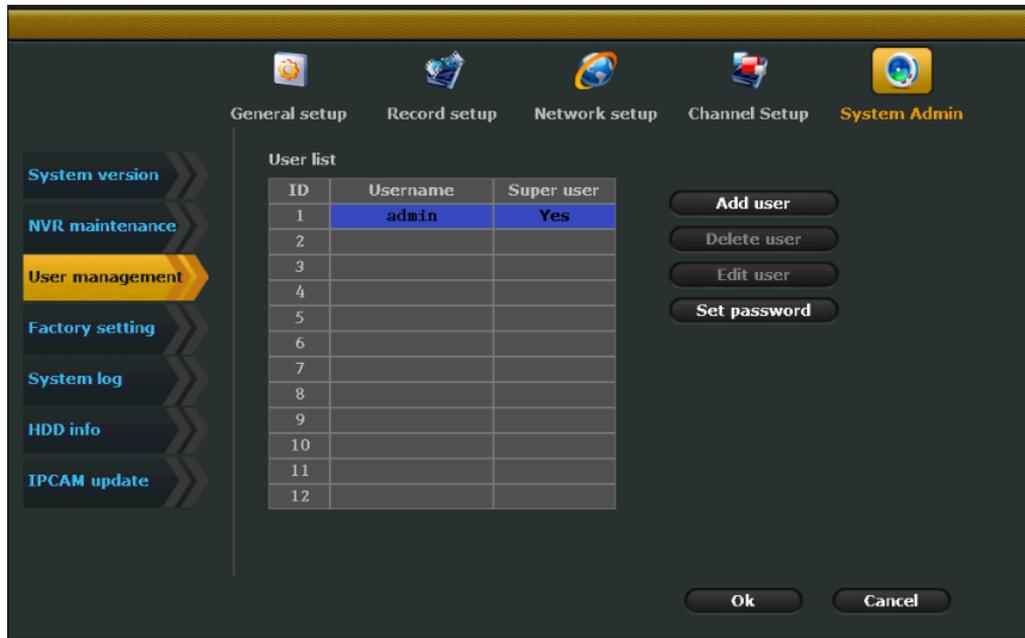 General setup Record setup Network setup Channel Setup System Admin
System version
NVR maintenance
User management
Factory setting
System log
HDD info
IPCAM update
User list
ID Username Super user
1 admin Yes
2
3
4
5
6
7
8
9
10
11
12
Add user
Delete user
Edit user
Set password
Ok Cancel